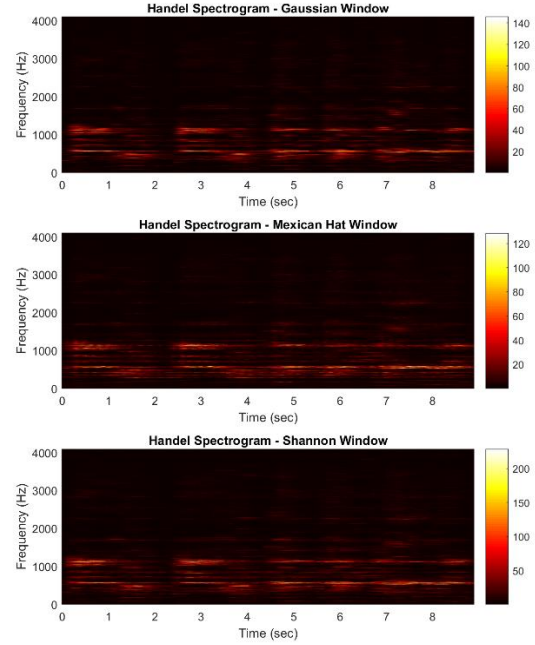 Handel Spectrogram - Gaussian Window
Frequency (Hz)
4000
3000
2000
1000
0
0 1 2 3 4 5 6 7 8
Time (sec)
140
120
100
80
60
40
20
Handel Spectrogram - Mexican Hat Window
Frequency (Hz)
4000
3000
2000
1000
0
0 1 2 3 4 5 6 7 8
Time (sec)
120
100
80
60
40
20
Handel Spectrogram - Shannon Window
Frequency (Hz)
4000
3000
2000
1000
0
0 1 2 3 4 5 6 7 8
Time (sec)
200
150
100
50